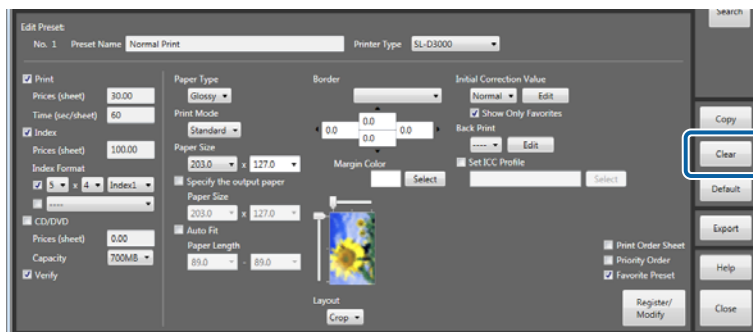 Edit Preset:
No. 1 Preset Name Normal Print Printer Type SL-D3000
Search
Print
Prices (sheet) 30.00
Time (sec/sheet) 60
Index
Prices (sheet) 100.00
Index Format
5 x 4 Index1
----
CD/DVD
Prices (sheet) 0.00
Capacity 700MB
Verify
Paper Type
Glossy
Print Mode
Standard
Paper Size
203.0 x 127.0
Specify the output paper
Paper Size
203.0 x 127.0
Auto Fit
Paper Length
89.0 - 89.0
Border
0.0
0.0 0.0
0.0
Margin Color
Select
Layout
Crop
Initial Correction Value
Normal Edit
Show Only Favorites
Back Print
---- Edit
Set ICC Profile
Select
Print Order Sheet
Priority Order
Favorite Preset
Register/
Modify
Copy
Clear
Default
Export
Help
Close